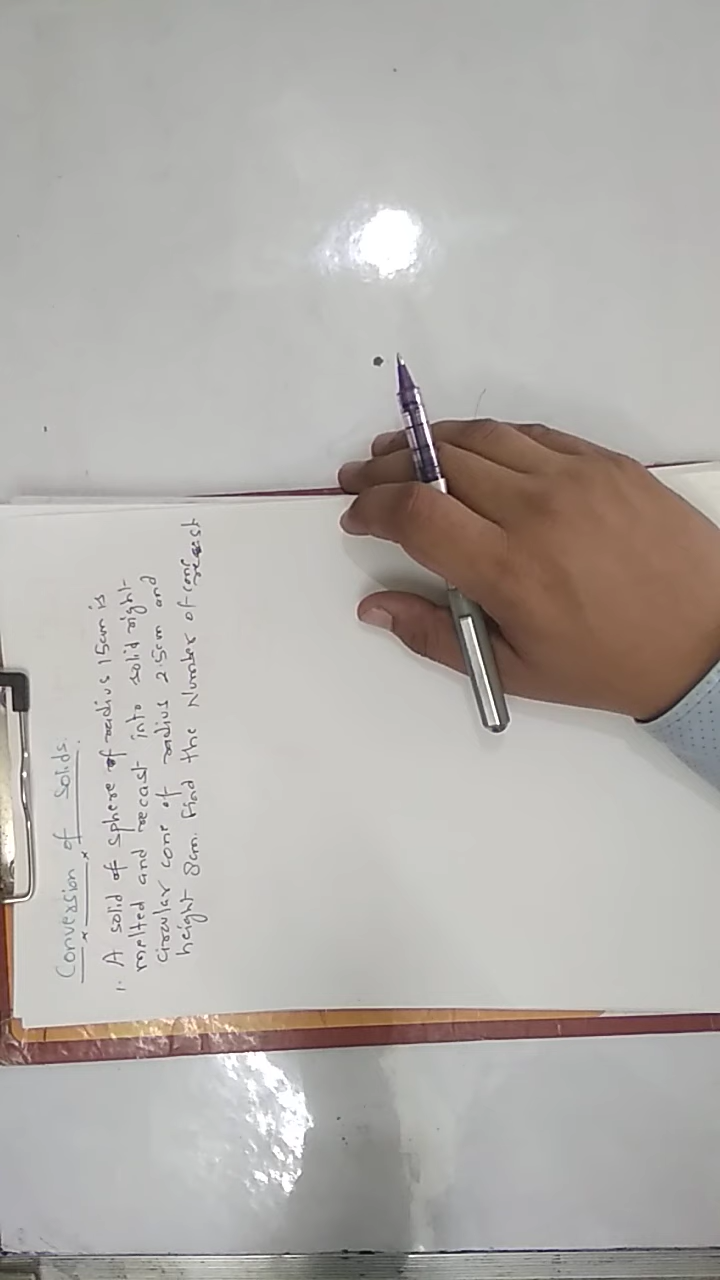 Conversion of Solids.
1. A solid of sphere of radius 15cm is
melted and recast into solid right-
circular cone of radius 2.5cm and
height 8cm. Find the Number of cone recast